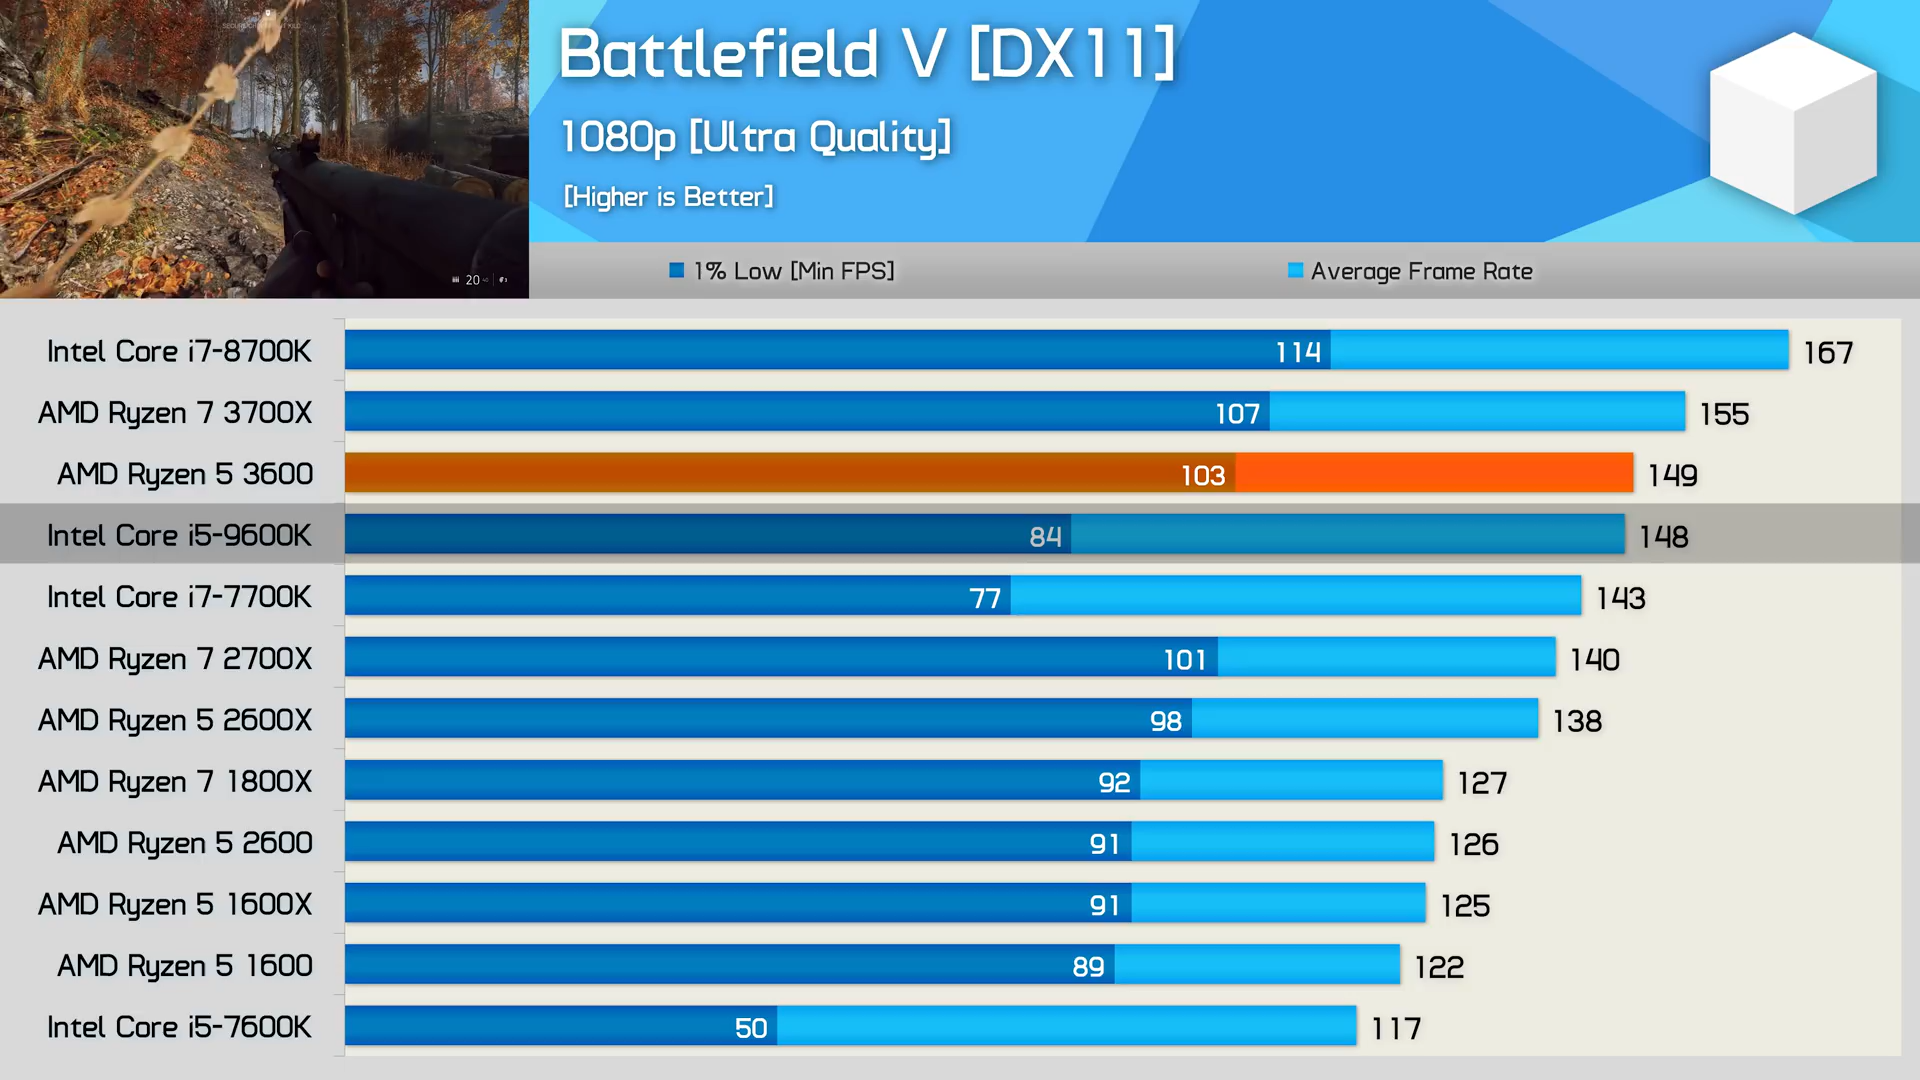 Battlefield V [DX11]
1080p [Ultra Quality]
[Higher is Better]
20
1% Low [Min FPS]
Average Frame Rate
Intel Core i7-8700K 114 167
AMD Ryzen 7 3700X 107 155
AMD Ryzen 5 3600 103 149
Intel Core i5-9600K 84 148
Intel Core i7-7700K 77 143
AMD Ryzen 7 2700X 101 140
AMD Ryzen 5 2600X 98 138
AMD Ryzen 7 1800X 92 127
AMD Ryzen 5 2600 91 126
AMD Ryzen 5 1600X 91 125
AMD Ryzen 5 1600 89 122
Intel Core i5-7600K 50 117